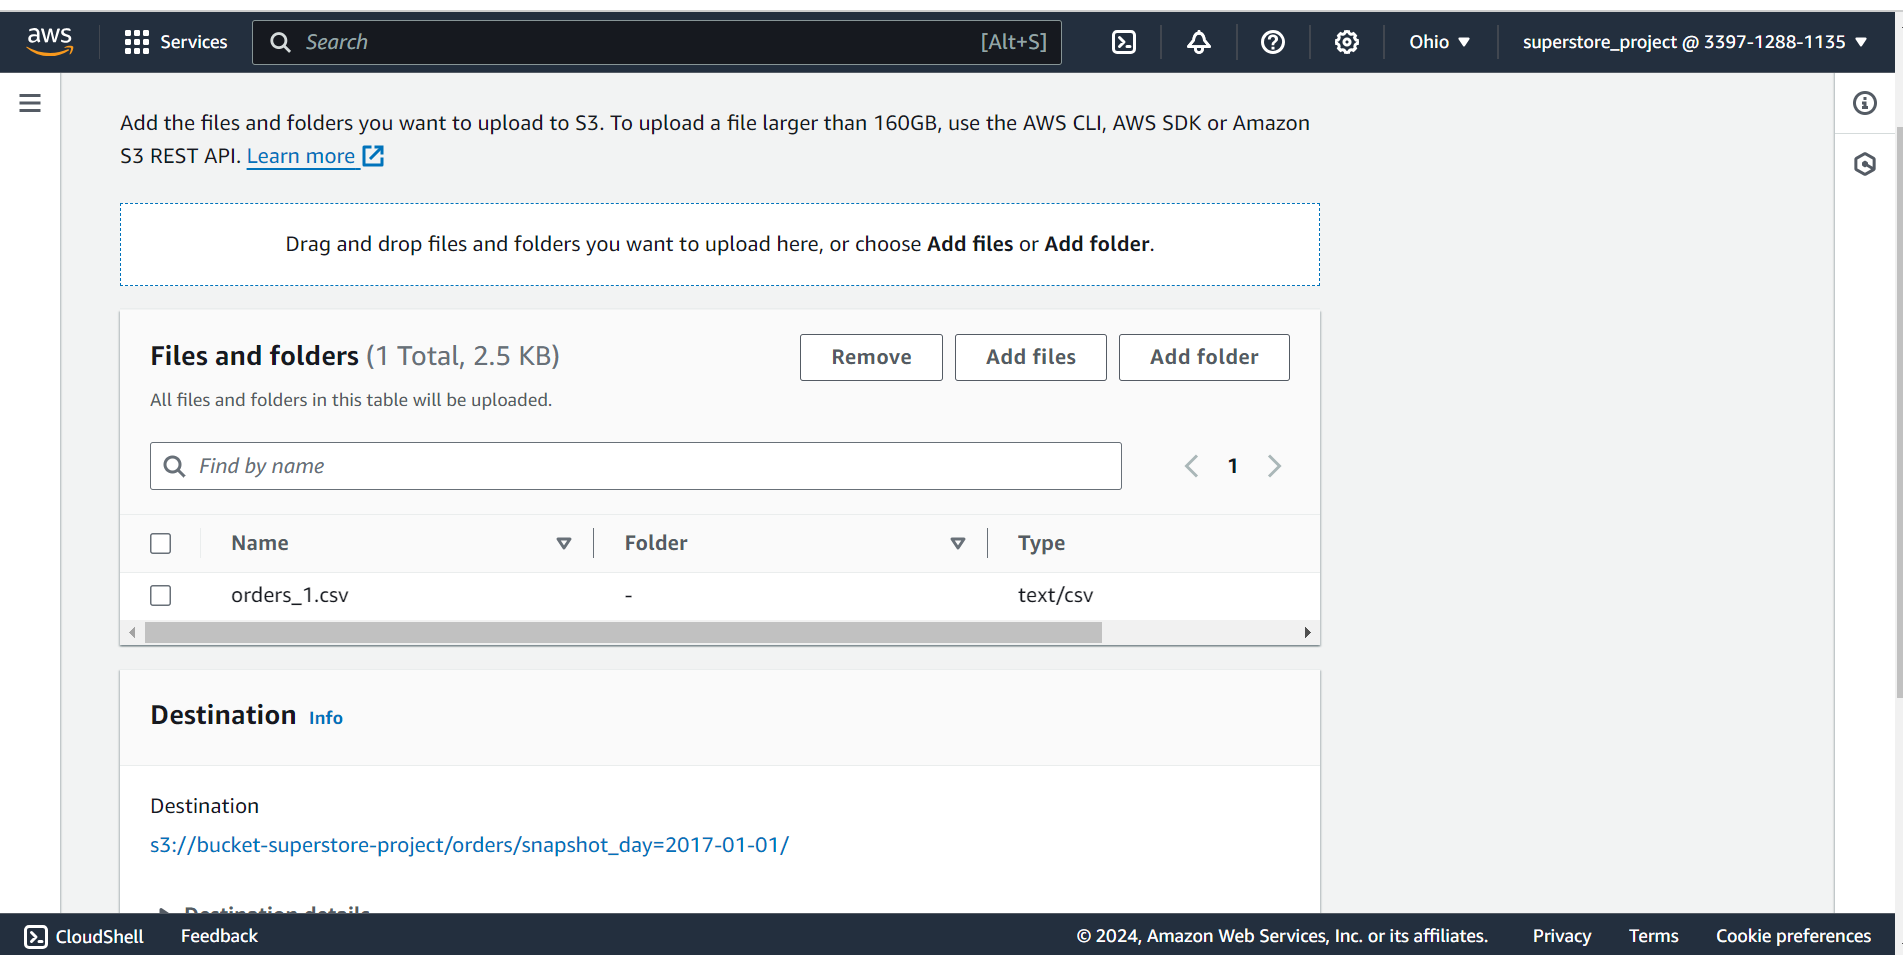 aws
Services
Search
[Alt+S]
Ohio
superstore_project @ 3397-1288-1135
Add the files and folders you want to upload to S3. To upload a file larger than 160GB, use the AWS CLI, AWS SDK or Amazon
S3 REST API. Learn more
Drag and drop files and folders you want to upload here, or choose Add files or Add folder.
Files and folders (1 Total, 2.5 KB)
Remove
Add files
Add folder
All files and folders in this table will be uploaded.
Find by name
1
Name
Folder
Type
orders_1.csv
-
text/csv
Destination Info
Destination
s3://bucket-superstore-project/orders/snapshot_day=2017-01-01/
Destination details
CloudShell
Feedback
© 2024, Amazon Web Services, Inc. or its affiliates.
Privacy
Terms
Cookie preferences